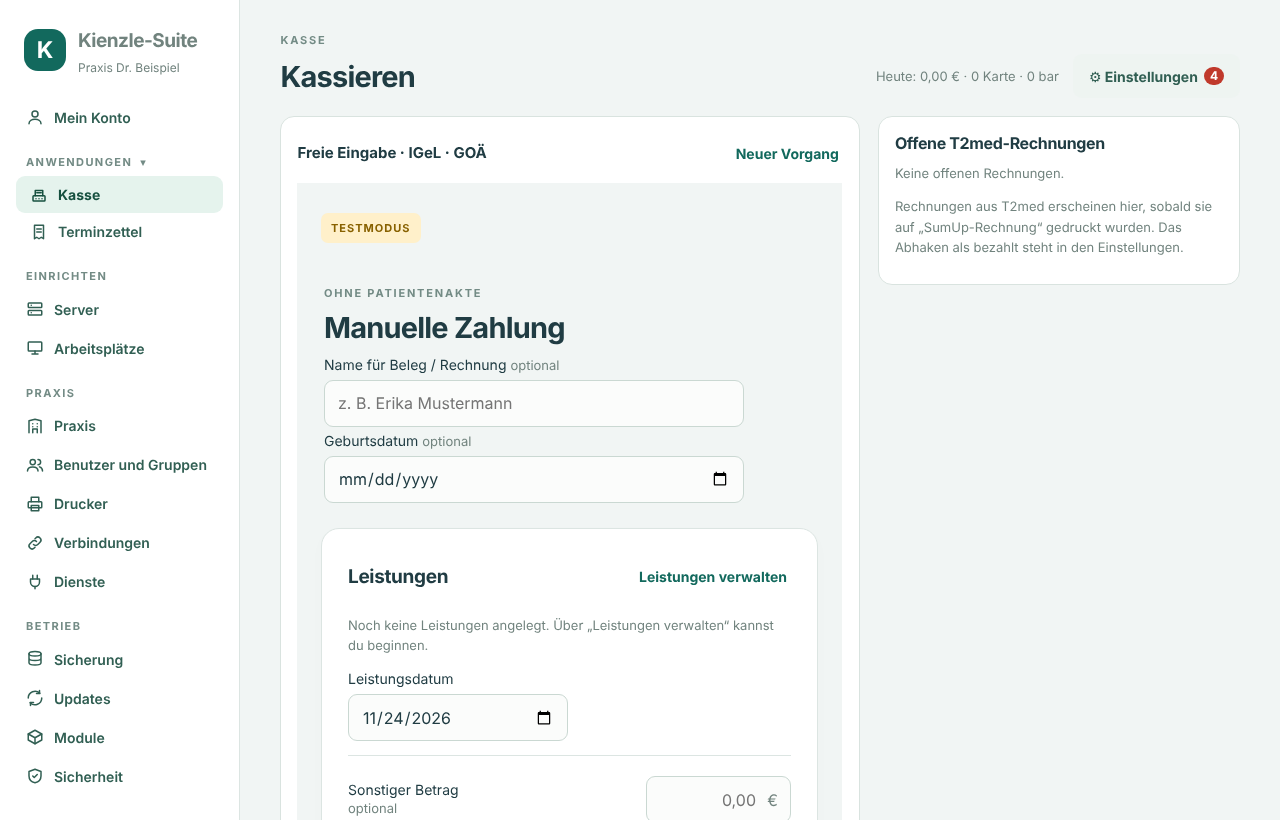 K
Kienzle-Suite
Praxis Dr. Beispiel
Mein Konto
ANWENDUNGEN ▾
Kasse
Terminzettel
EINRICHTEN
Server
Arbeitsplätze
PRAXIS
Praxis
Benutzer und Gruppen
Drucker
Verbindungen
Dienste
BETRIEB
Sicherung
Updates
Module
Sicherheit
KASSE
Kassieren
Heute: 0,00 € · 0 Karte · 0 bar
⚙ Einstellungen 4
Freie Eingabe · IGeL · GOÄ
Neuer Vorgang
TESTMODUS
OHNE PATIENTENAKTE
Manuelle Zahlung
Name für Beleg / Rechnung optional
z. B. Erika Mustermann
Geburtsdatum optional
mm/dd/yyyy
Leistungen
Leistungen verwalten
Noch keine Leistungen angelegt. Über „Leistungen verwalten“ kannst
du beginnen.
Leistungsdatum
11/24/2026
Sonstiger Betrag
optional
0,00 €
Offene T2med-Rechnungen
Keine offenen Rechnungen.
Rechnungen aus T2med erscheinen hier, sobald sie
auf „SumUp-Rechnung“ gedruckt wurden. Das
Abhaken als bezahlt steht in den Einstellungen.